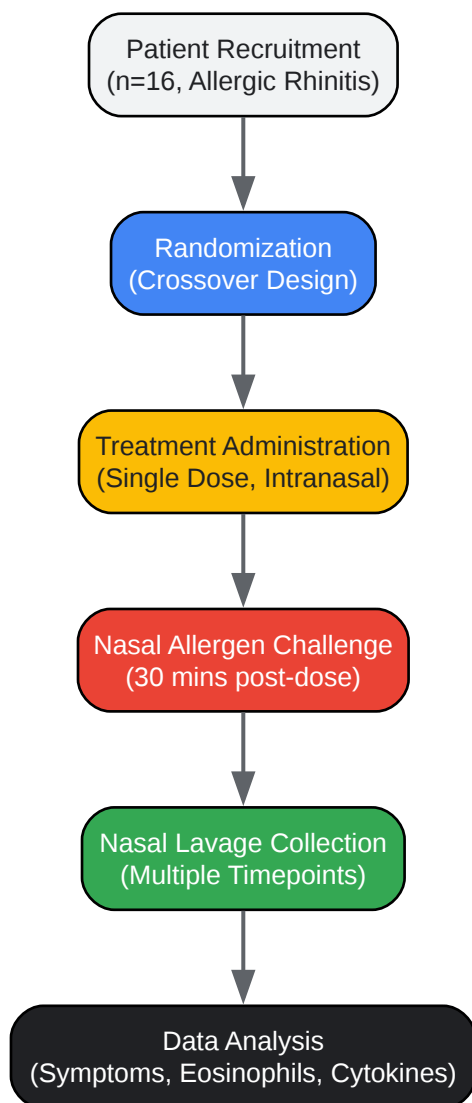 Patient Recruitment
(n=16, Allergic Rhinitis)
Randomization
(Crossover Design)
Treatment Administration
(Single Dose, Intranasal)
Nasal Allergen Challenge
(30 mins post-dose)
Nasal Lavage Collection
(Multiple Timepoints)
Data Analysis
(Symptoms, Eosinophils, Cytokines)